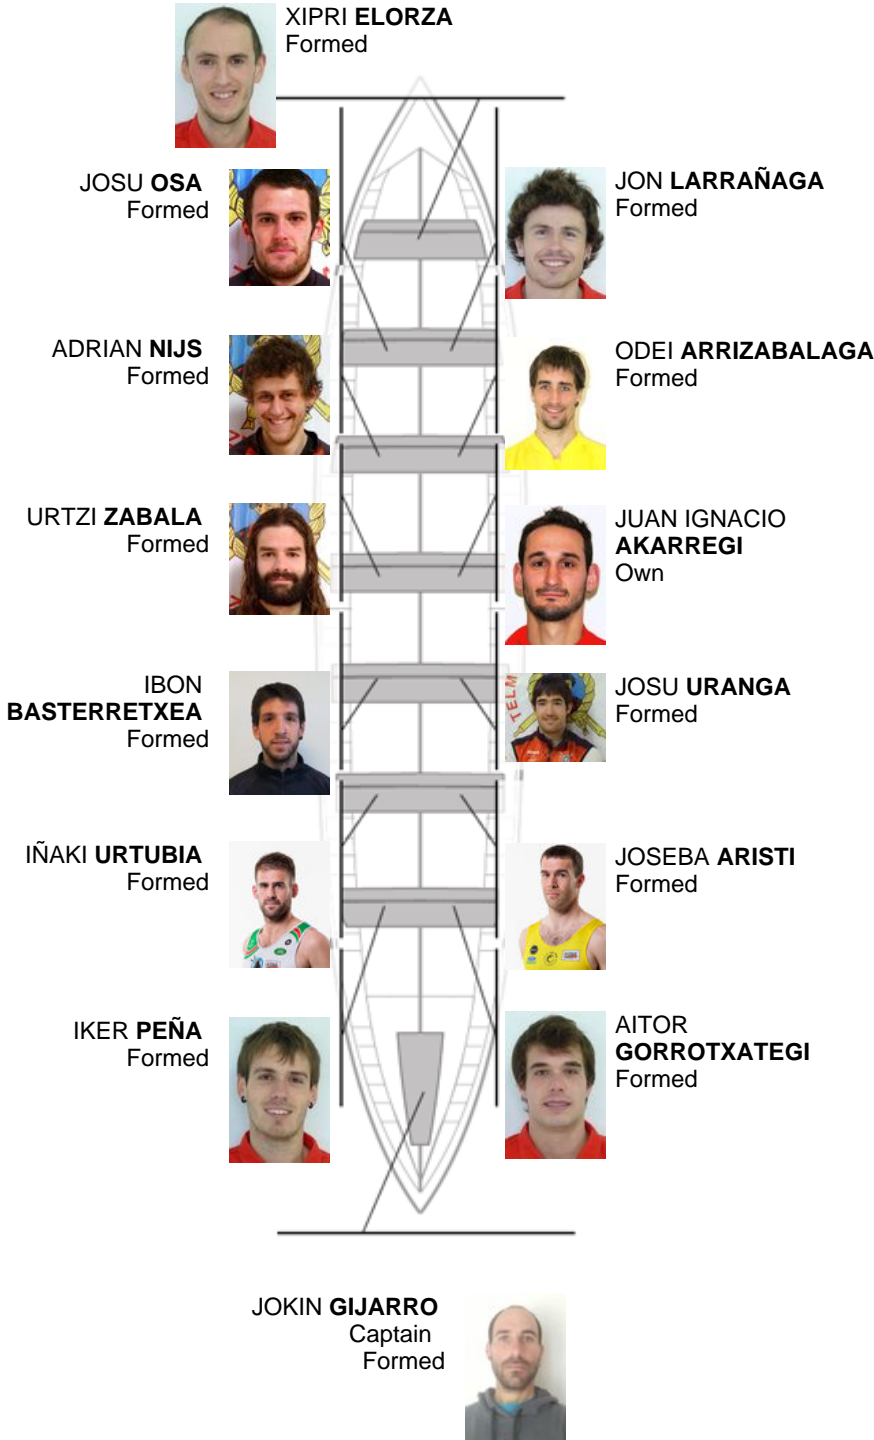 XIPRI ELORZA
Formed
JOSU OSA
Formed
JON LARRAÑAGA
Formed
ADRIAN NIJS
Formed
ODEI ARRIZABALAGA
Formed
URTZI ZABALA
Formed
JUAN IGNACIO
AKARREGI
Own
IBON
BASTERRETXEA
Formed
TELM
JOSU URANGA
Formed
IÑAKI URTUBIA
Formed
JOSEBA ARISTI
Formed
IKER PEÑA
Formed
AITOR
GORROTXATEGI
Formed
JOKIN GIJARRO
Captain
Formed